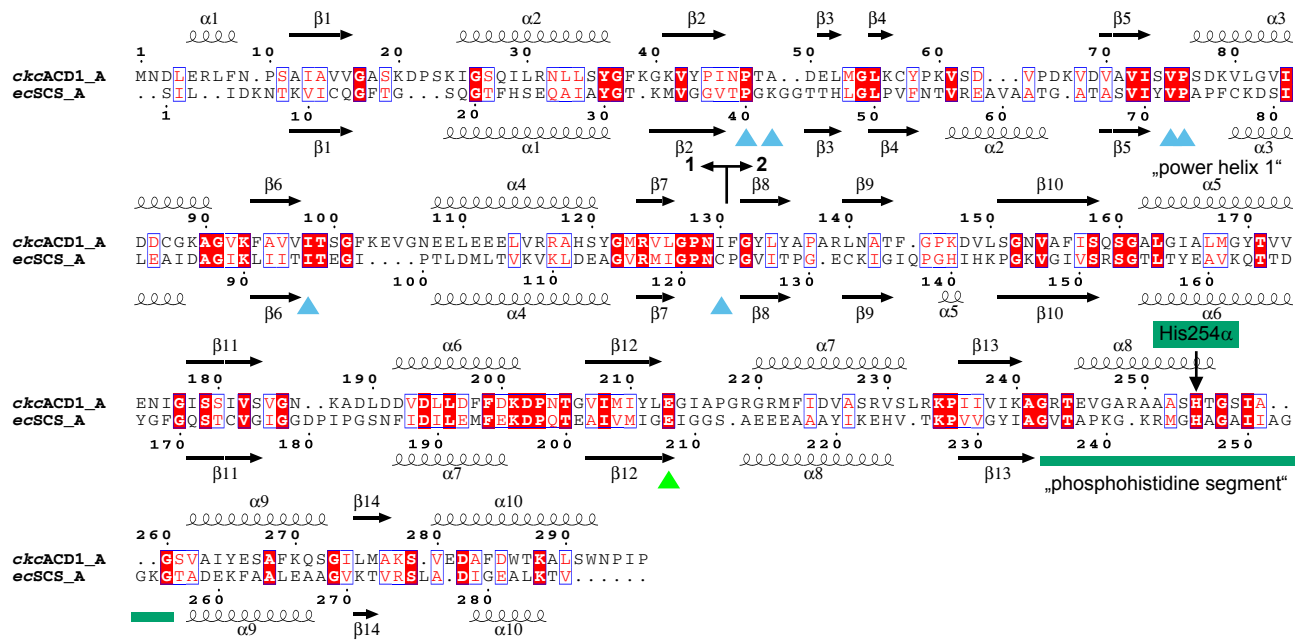 α1 β1 α2 β2 β3 β4 β5 α3
1 10 20 30 40 50 60 70 80
ckcACD1_A MNDLERLFN.PSAIAVVGASKDPSKIGSQILRNLLSYGFKGKVYPINPTA..DELMGLKCYPKVSD...VPDKVDVAVISVPSDKVLGVI
ecSCS_A ..SIL..IDKNTKVICQGFTG...SQGTFHSEQAIAYGT.KMVGGVTPGKGGTTHLGLPVFNTVREAVAATG.ATASVIYVPAPFCKDSI
1 10 20 30 40 50 60 70 80
β1 α1 β2 β3 β4 α2 β5 α3
1 2
„power helix 1“
β6 α4 β7 β8 β9 β10 α5
90 100 110 120 130 140 150 160 170
ckcACD1_A DDCGKAGVKFAVVITSGFKEVGNEELEEELVRRAHSYGMRVLGPNIFGYLYAPARLNATF.GPKDVLSGNVAFISQSGALGIALMGYTVV
ecSCS_A LEAIDAGIKLIITITEGI....PTLDMLTVKVKLDEAGVRMIGPNCPGVITPG.ECKIGIQPGHIHKPGKVGIVSRSGTLTYEAVKQTTD
90 100 110 120 130 140 150 160
β6 α4 β7 β8 β9 α5 β10 α6
His254α
β11 α6 β12 α7 β13 α8
180 190 200 210 220 230 240 250
ckcACD1_A ENIGISSIVSVGN..KADLDDVDLLDFFDKDPNTGVIMIYLEGIAPGRGRMFIDVASRVSLRKPIIVIKAGRTEVGARAAASHTGSIA..
ecSCS_A YGFGQSTCVGIGGDPIPGSNFIDILEMFEKDPQTEAIVMIGEIGGSAEEEAAAYIKEHVT.KPVVGYIAGVTAPKG.KRMGHAGAIIAG
170 180 190 200 210 220 230 240 250
β11 α7 β12 α8 β13
„phosphohistidine segment“
α9 β14 α10
260 270 280 290
ckcACD1_A ..GSVAIYESAFKQSGILMAKS.VEDAFDWTKALSWNPIP
ecSCS_A GKGTADEKFAALEAAGVKTVRSLA.DIGEALKTV......
260 270 280
α9 β14 α10